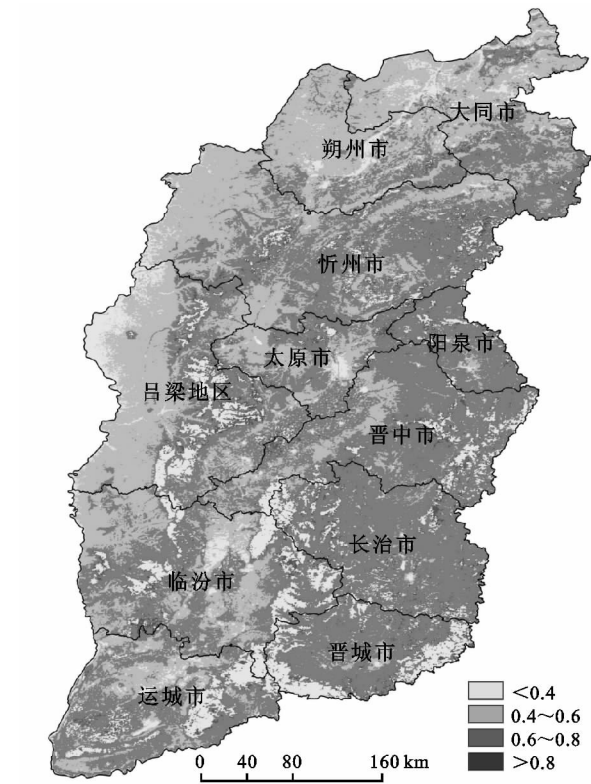 大同市
朔州市
忻州市
太原市
阳泉市
吕梁地区
晋中市
长治市
临汾市
晋城市
运城市
<0.4
0.4~0.6
0.6~0.8
>0.8
0 40 80 160 km